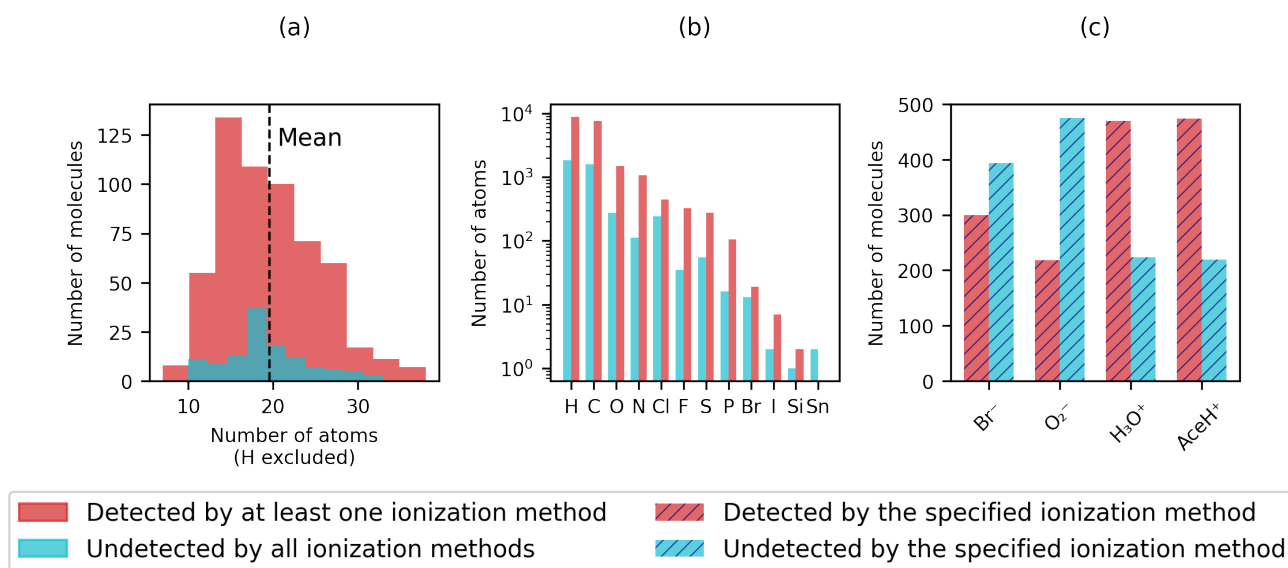 (a)
(b)
(c)
Number of molecules
125
100
75
50
25
0
Mean
10
20
30
Number of atoms
(H excluded)
Number of atoms
10⁴
10³
10²
10¹
10⁰
H C O N Cl F S P Br I Si Sn
Number of molecules
500
400
300
200
100
0
Br⁻
O₂⁻
H₃O⁺
AceH⁺
Detected by at least one ionization method
Undetected by all ionization methods
Detected by the specified ionization method
Undetected by the specified ionization method